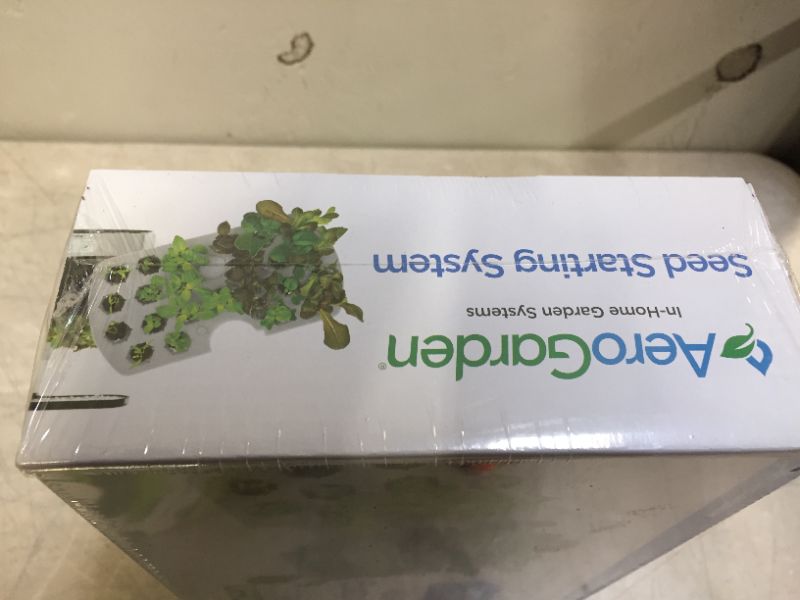 AeroGarden®
In-Home Garden Systems
Seed Starting System